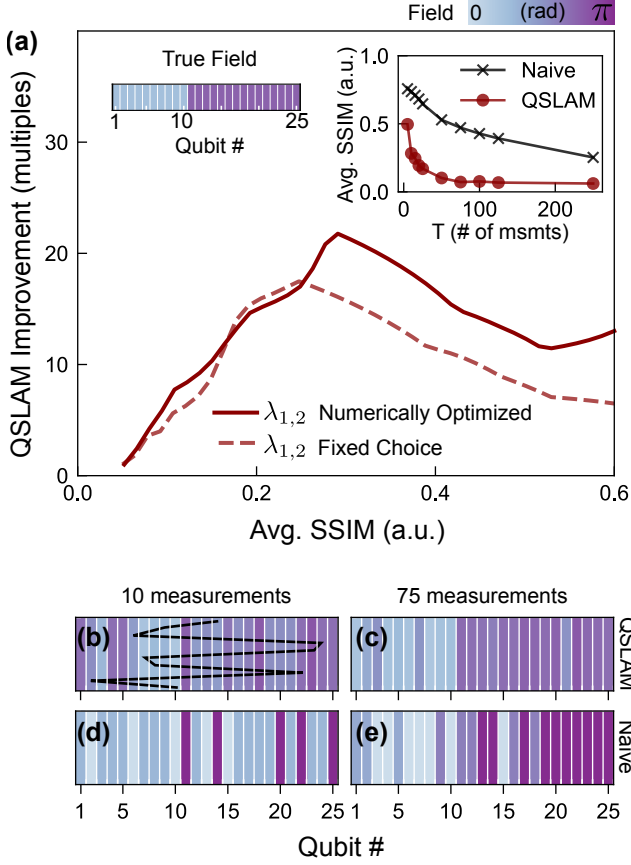 Field 0 (rad) π
(a)
True Field
1 10 25
Qubit #
QSLAM Improvement (multiples)
0
10
20
30
0.0 0.2 0.4 0.6
Avg. SSIM (a.u.)
λ1,2 Numerically Optimized
λ1,2 Fixed Choice
Avg. SSIM (a.u.)
1.0
0.5
0.0
0 100 200
T (# of msmts)
Naive
QSLAM
10 measurements 75 measurements
(b) (c) QSLAM
(d) (e) Naive
1 5 10 15 20 25 1 5 10 15 20 25
Qubit #